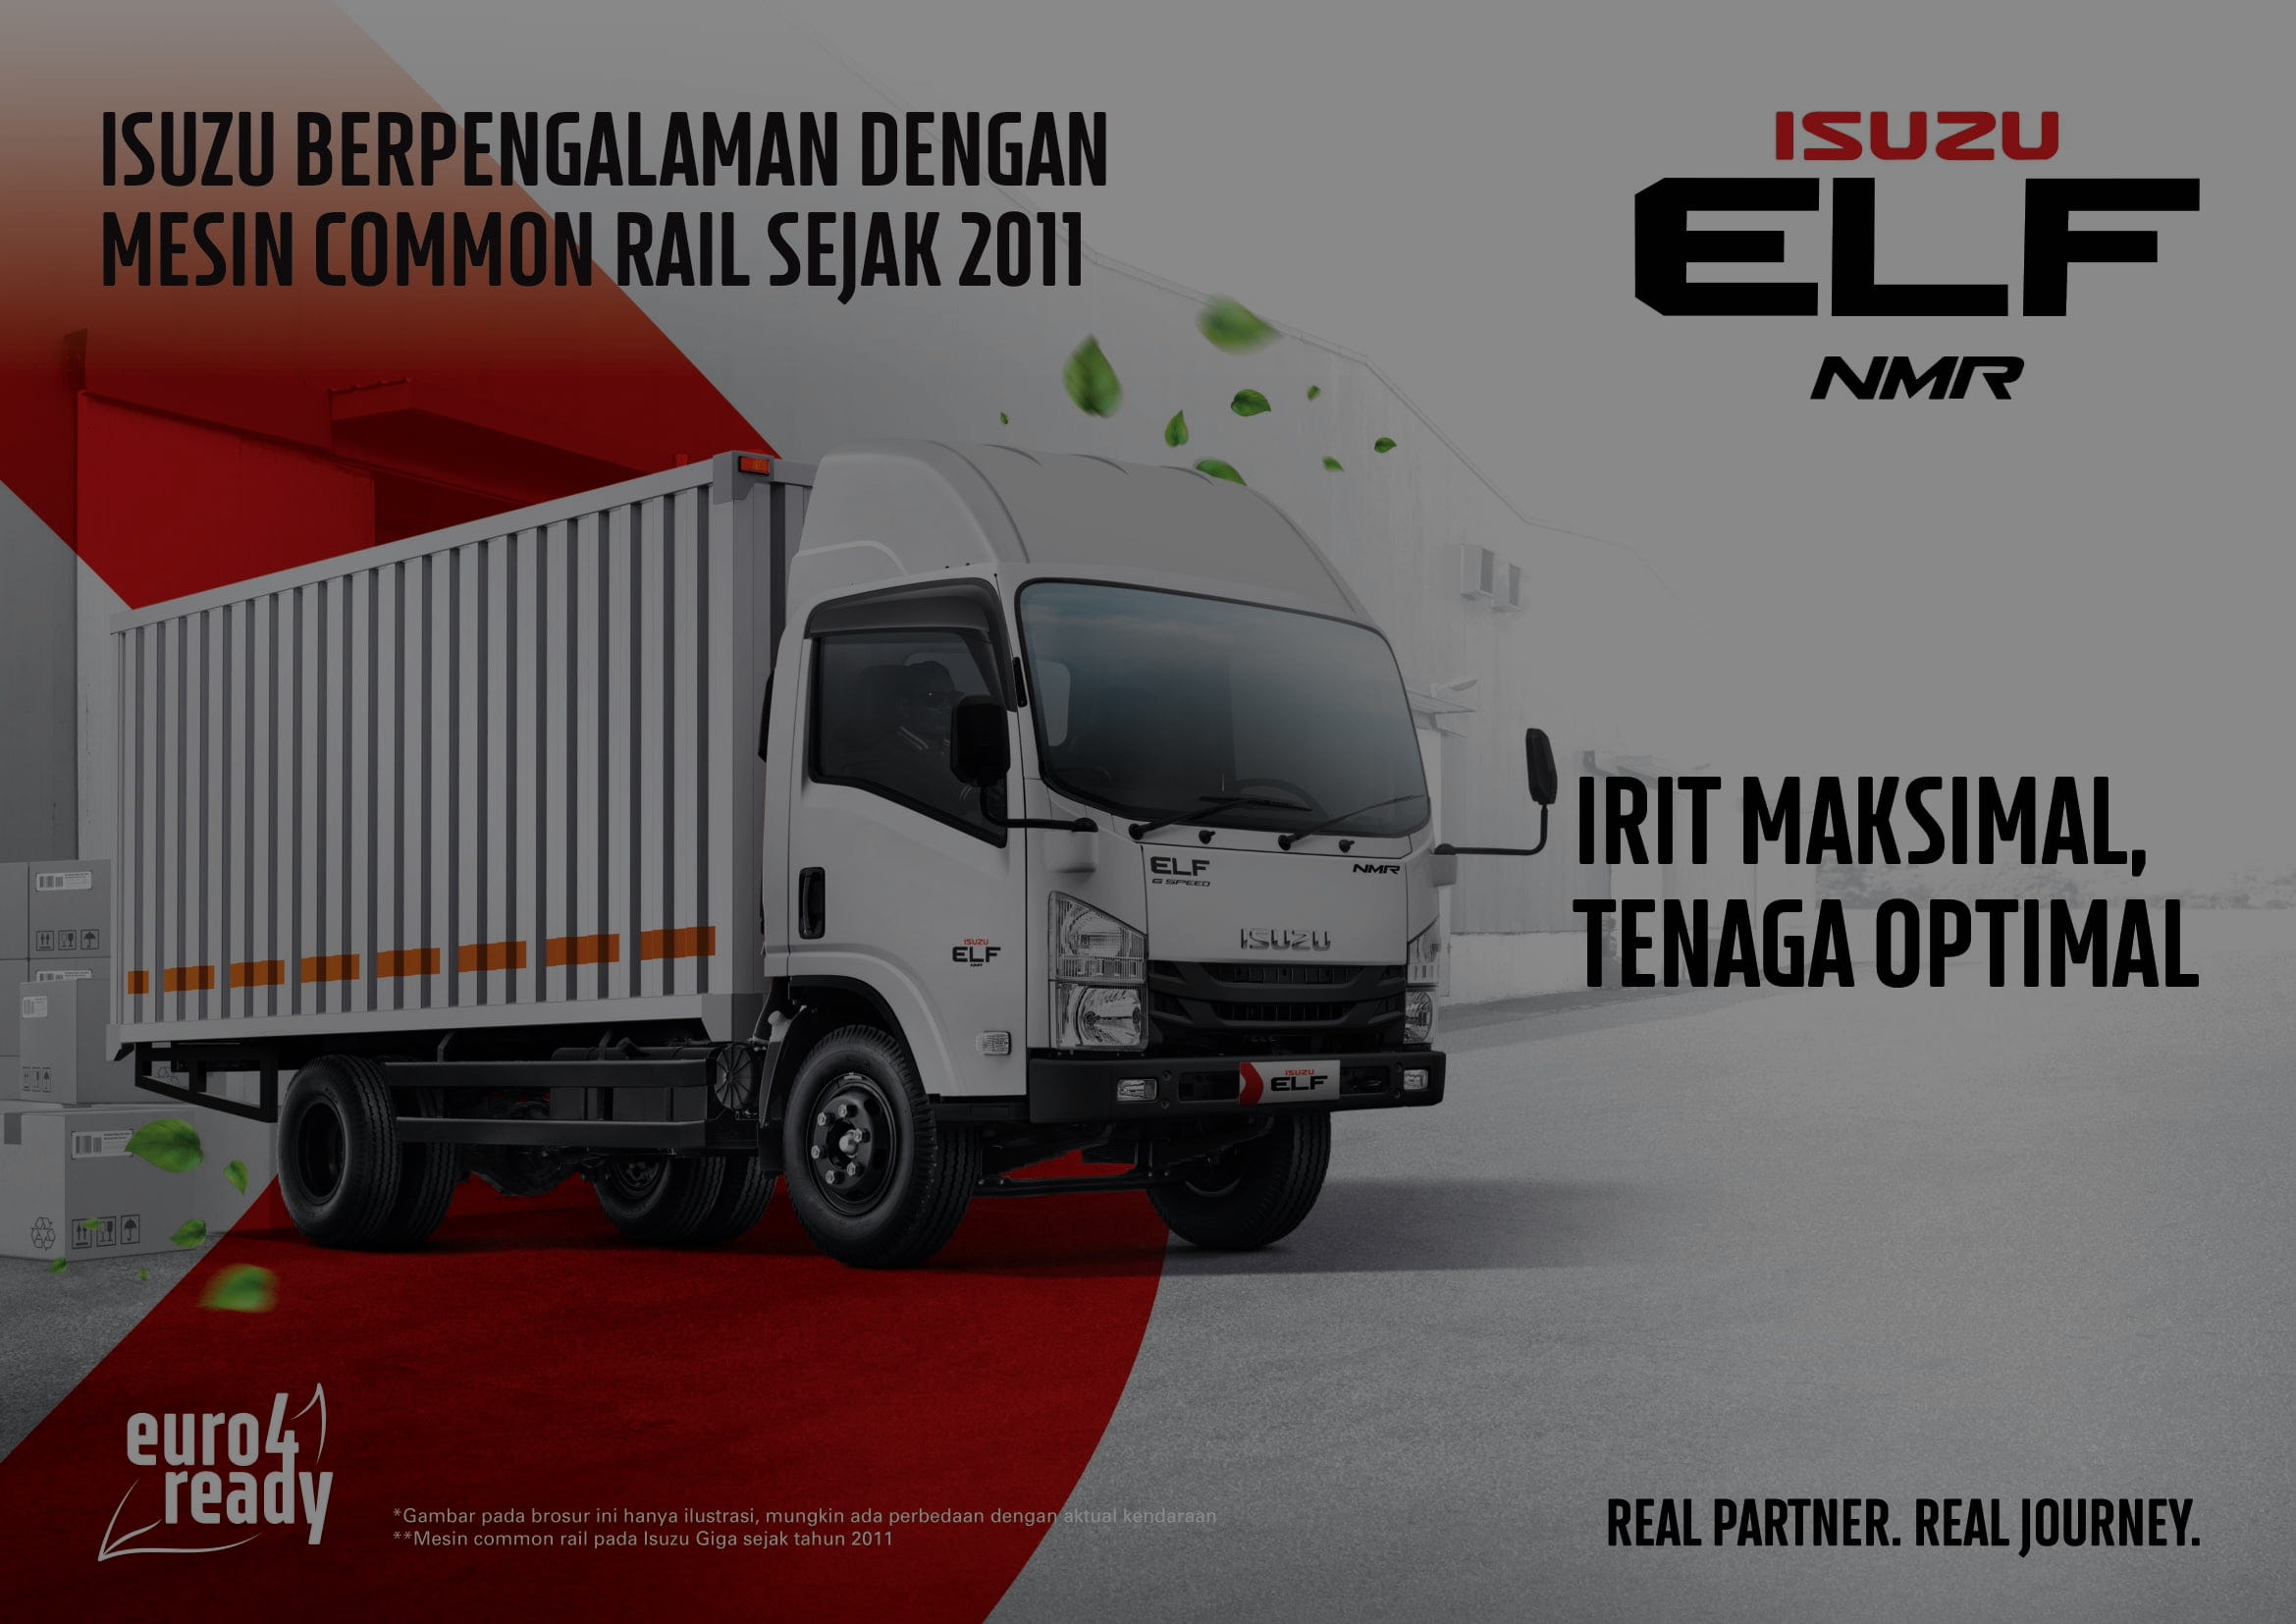 ISUZU BERPENGALAMAN DENGAN
MESIN COMMON RAIL SEJAK 2011
ISUZU
ELF
NMR
IRIT MAKSIMAL,
TENAGA OPTIMAL
ELF
G SPEED
NMR
ISUZU
ISUZU
ELF
NMR
ISUZU
ELF
euro4
ready
*Gambar pada brosur ini hanya ilustrasi, mungkin ada perbedaan dengan aktual kendaraan
**Mesin common rail pada Isuzu Giga sejak tahun 2011
REAL PARTNER. REAL JOURNEY.